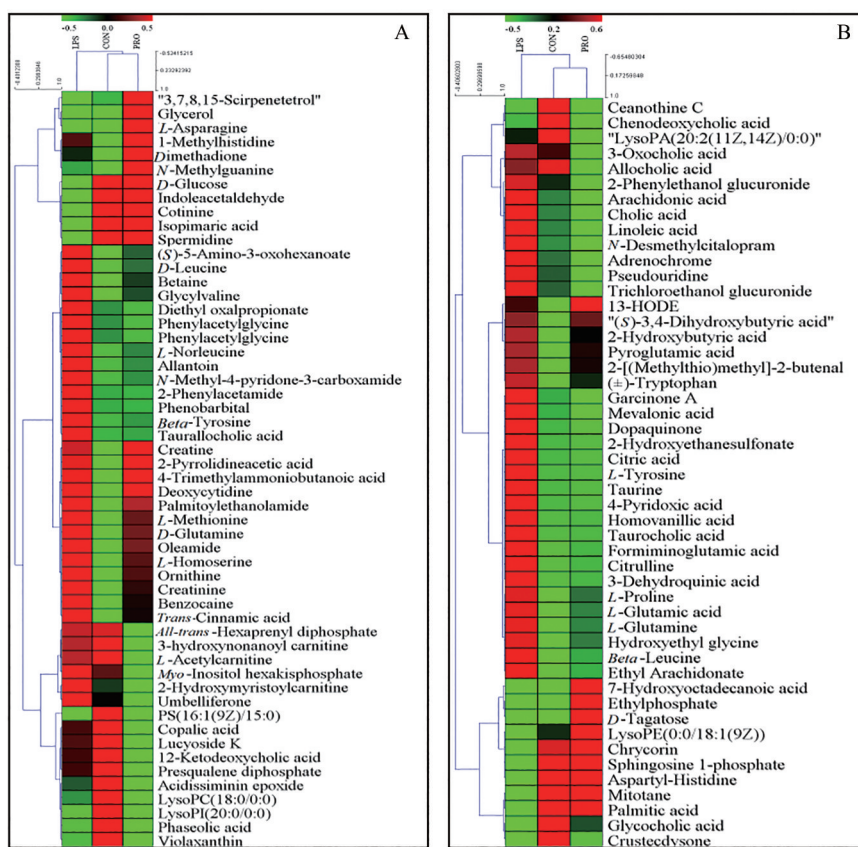 A
-0.5 0.0 0.5
LPS CON PRO
1.0
1.0
"3,7,8,15-Scirpenetetrol"
Glycerol
L-Asparagine
1-Methylhistidine
Dimethadione
N-Methylguanine
D-Glucose
Indoleacetaldehyde
Cotinine
Isopimaric acid
Spermidine
(S)-5-Amino-3-oxohexanoate
D-Leucine
Betaine
Glycylvaline
Diethyl oxalpropionate
Phenylacetylglycine
Phenylacetylglycine
L-Norleucine
Allantoin
N-Methyl-4-pyridone-3-carboxamide
2-Phenylacetamide
Phenobarbital
Beta-Tyrosine
Taurallocholic acid
Creatine
2-Pyrrolidineacetic acid
4-Trimethylammoniobutanoic acid
Deoxycytidine
Palmitoylethanolamide
L-Methionine
D-Glutamine
Oleamide
L-Homoserine
Ornithine
Creatinine
Benzocaine
Trans-Cinnamic acid
All-trans-Hexaprenyl diphosphate
3-hydroxynonanoyl carnitine
L-Acetylcarnitine
Myo-Inositol hexakisphosphate
2-Hydroxymyristoylcarnitine
Umbelliferone
PS(16:1(9Z)/15:0)
Copalic acid
Lucyoside K
12-Ketodeoxycholic acid
Presqualene diphosphate
Acidissiminin epoxide
LysoPC(18:0/0:0)
LysoPI(20:0/0:0)
Phaseolic acid
Violaxanthin
B
-0.5 0.2 0.6
LPS CON PRO
1.0
1.0
Ceanothine C
Chenodeoxycholic acid
"LysoPA(20:2(11Z,14Z)/0:0)"
3-Oxocholic acid
Allocholic acid
2-Phenylethanol glucuronide
Arachidonic acid
Cholic acid
Linoleic acid
N-Desmethylcitalopram
Adrenochrome
Pseudouridine
Trichloroethanol glucuronide
13-HODE
"(S)-3,4-Dihydroxybutyric acid"
2-Hydroxybutyric acid
Pyroglutamic acid
2-[(Methylthio)methyl]-2-butenal
(±)-Tryptophan
Garcinone A
Mevalonic acid
Dopaquinone
2-Hydroxyethanesulfonate
Citric acid
L-Tyrosine
Taurine
4-Pyridoxic acid
Homovanillic acid
Taurocholic acid
Formiminoglutamic acid
Citrulline
3-Dehydroquinic acid
L-Proline
L-Glutamic acid
L-Glutamine
Hydroxyethyl glycine
Beta-Leucine
Ethyl Arachidonate
7-Hydroxyoctadecanoic acid
Ethylphosphate
D-Tagatose
LysoPE(0:0/18:1(9Z))
Chrycorin
Sphingosine 1-phosphate
Aspartyl-Histidine
Mitotane
Palmitic acid
Glycocholic acid
Crustecdysone